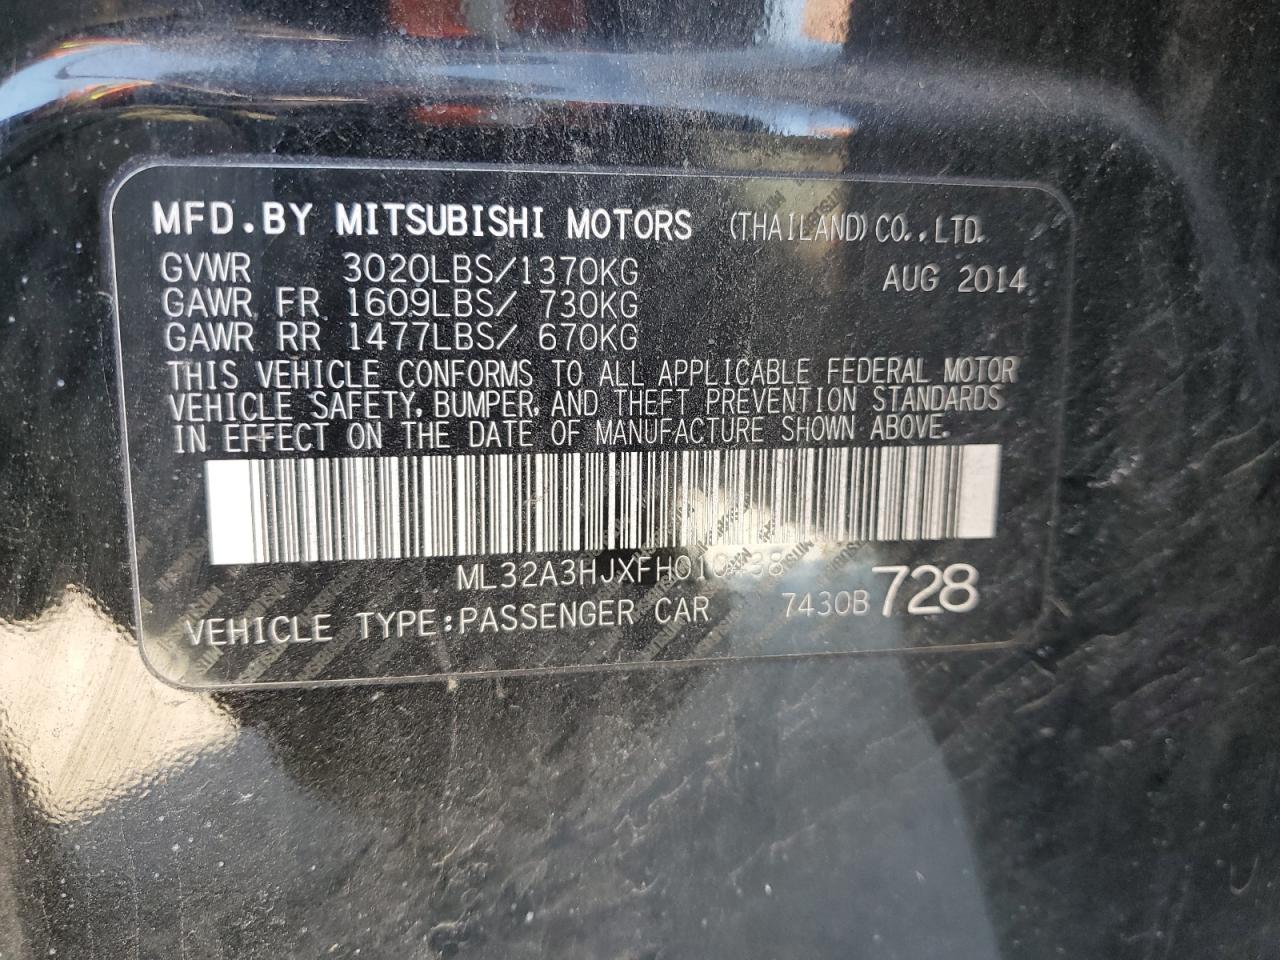 MFD.BY MITSUBISHI MOTORS (THAILAND) CO.,LTD.
GVWR 3020LBS/1370KG AUG 2014
GAWR FR 1609LBS/ 730KG
GAWR RR 1477LBS/ 670KG
THIS VEHICLE CONFORMS TO ALL APPLICABLE FEDERAL MOTOR
VEHICLE SAFETY, BUMPER, AND THEFT PREVENTION STANDARDS
IN EFFECT ON THE DATE OF MANUFACTURE SHOWN ABOVE.
VEHICLE TYPE:PASSENGER CAR 7430B 728